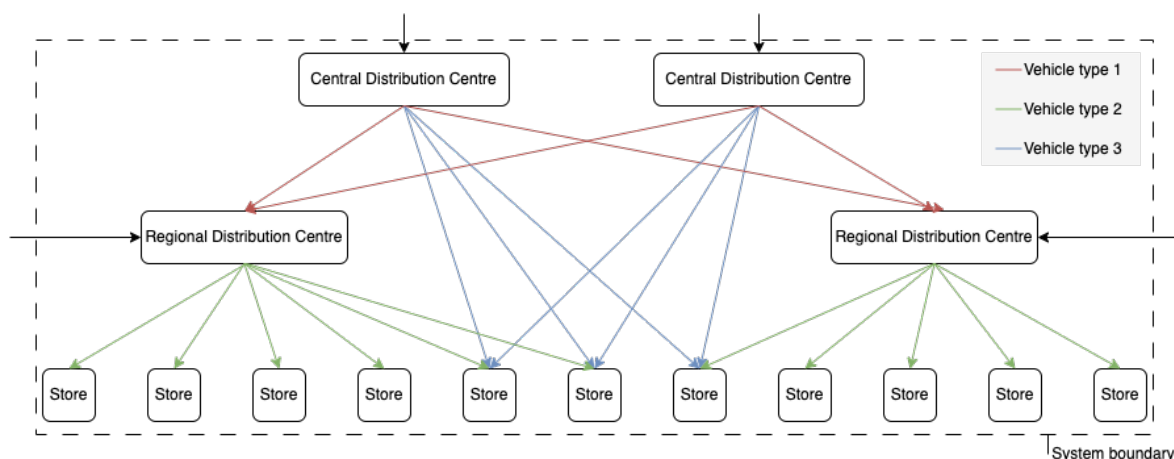 Central Distribution Centre
Central Distribution Centre
Vehicle type 1
Vehicle type 2
Vehicle type 3
Regional Distribution Centre
Regional Distribution Centre
Store
Store
Store
Store
Store
Store
Store
Store
Store
Store
Store
System boundary